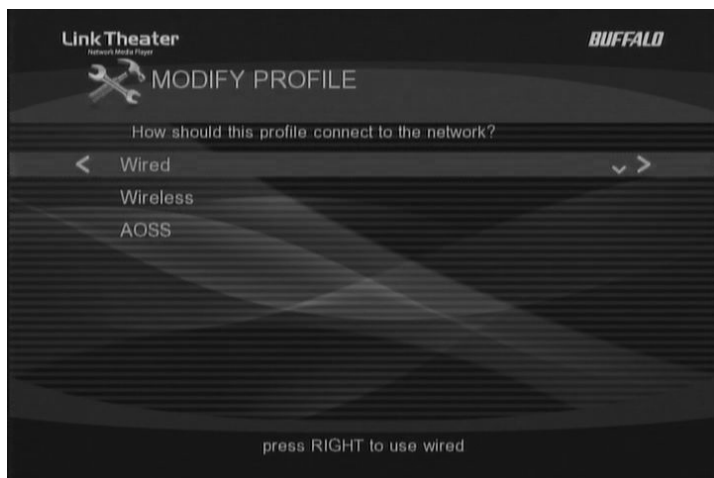 LinkTheater
Network Media Player
BUFFALO
MODIFY PROFILE
How should this profile connect to the network?
Wired
Wireless
AOSS
press RIGHT to use wired